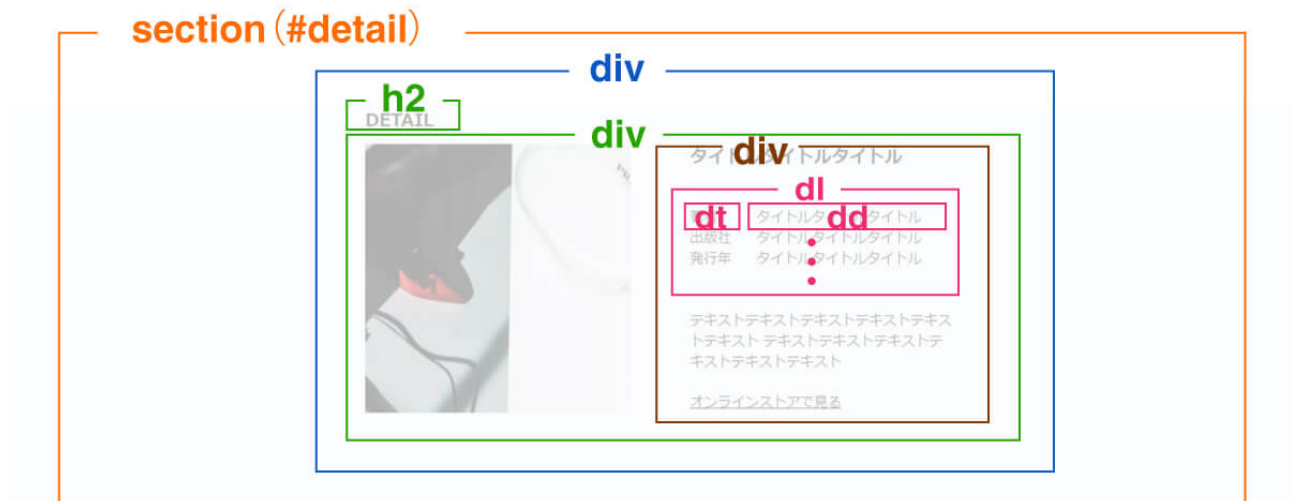 section(#detail)
div
h2
DETAIL
div
div
タイトルタイトルタイトル
dl
dt
dd
タイトルタイトルタイトル
出版社 タイトルタイトルタイトル
発行年 タイトルタイトルタイトル
テキストテキストテキストテキストテキス
トテキスト テキストテキストテキストテ
キストテキストテキスト
オンラインストアで見る